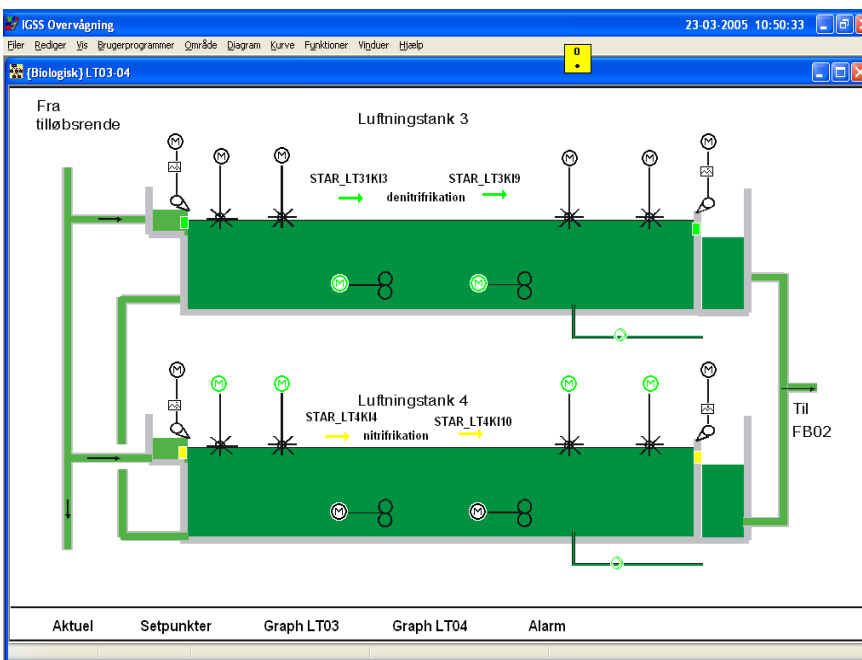 IGSS Overvågning
23-03-2005 10:50:33
Filer Rediger Vis Brugerprogrammer Område Diagram Kurve Funktioner Vinduer Hjælp
0
{Biologisk} LT03-04
Fra
tilløbsrende
Luftningstank 3
M
M
M
M
M
M
STAR_LT31KI3
STAR_LT3KI9
denitrifrikation
M
M
M
M
M
M
M
M
Luftningstank 4
STAR_LT4KI4
STAR_LT4KI10
nitrifrikation
Til
FB02
M
M
Aktuel
Setpunkter
Graph LT03
Graph LT04
Alarm